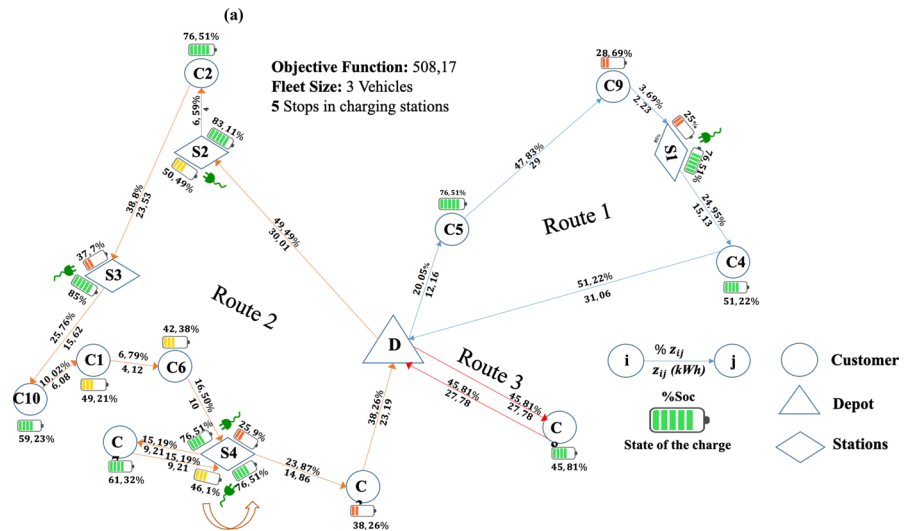 (a)
Objective Function: 508,17
Fleet Size: 3 Vehicles
5 Stops in charging stations
76,51%
C2
6,59%
4
83,11%
S2
50,49%
38,8%
23,53
49,49%
30,01
37,7%
S3
85%
Route 2
25,76%
15,62
10,02%
6,08
C10
59,23%
C1
49,21%
6,79%
4,12
42,38%
C6
16,50%
10
76,51%
25,9%
S4
46,1%
76,51%
15,19%
9,21
15,19%
9,21
C
61,32%
23,87%
14,86
C
38,26%
38,26%
23,19
D
Route 3
45,81%
27,78
45,81%
27,78
C
45,81%
20,05%
12,16
76,51%
C5
47,83%
29
Route 1
28,69%
C9
3,69%
2,23
25%
80%
S1
76,51%
24,95%
15,13
C4
51,22%
51,22%
31,06
i
% zij
zij (kWh)
j
%Soc
State of the charge
Customer
Depot
Stations